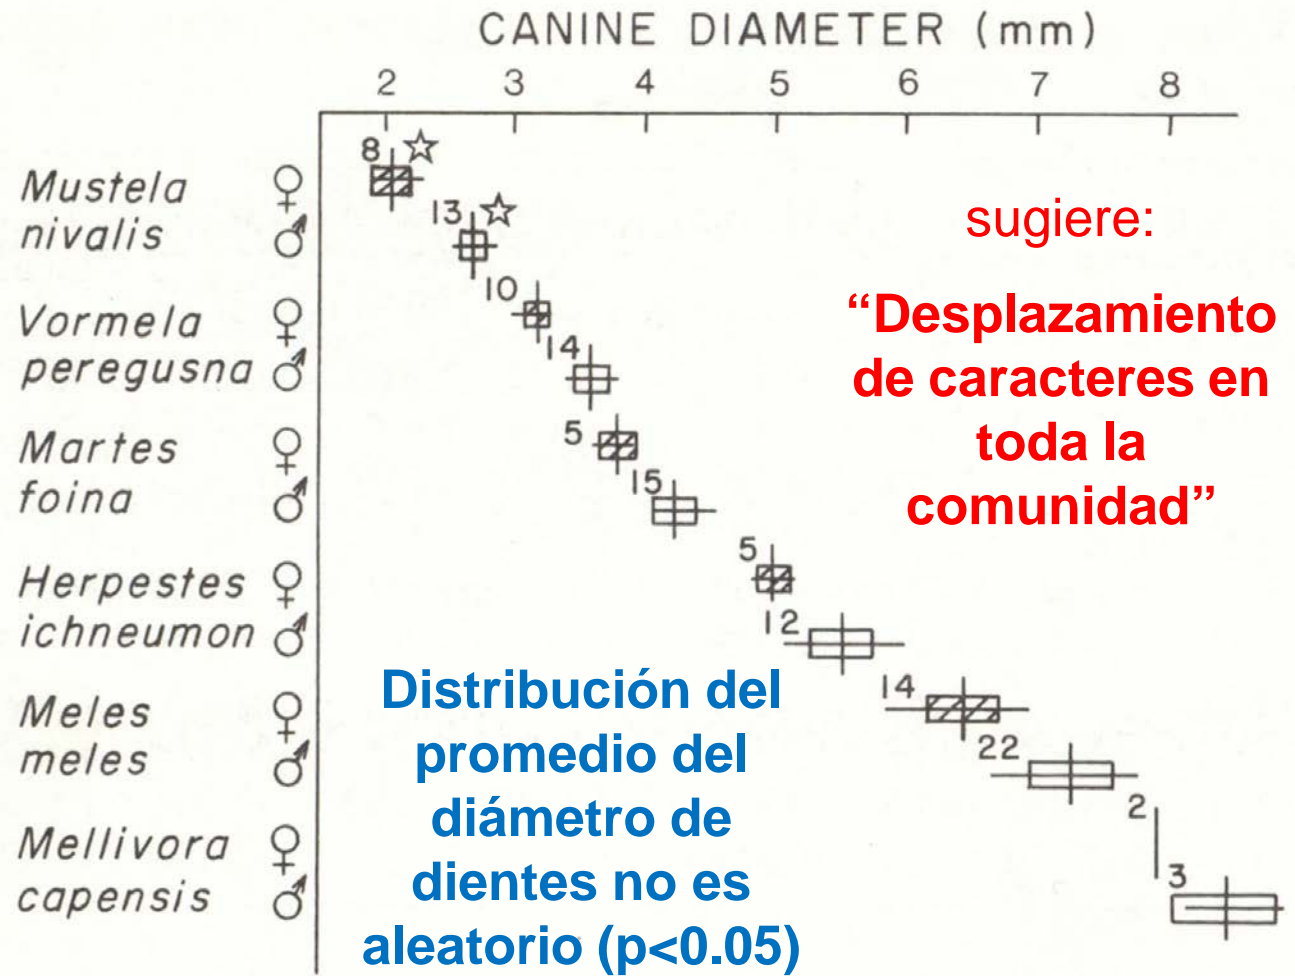 CANINE DIAMETER (mm)
2 3 4 5 6 7 8
8
Mustela ♀
nivalis ♂
13
sugiere:
10
Vormela ♀
peregusna ♂
14
“Desplazamiento
de caracteres en
toda la
comunidad”
5
Martes ♀
foina ♂
15
5
Herpestes ♀
ichneumon ♂
12
14
Meles ♀
meles ♂
22
Distribución del
promedio del
diámetro de
dientes no es
aleatorio (p<0.05)
2
Mellivora ♀
capensis ♂
3